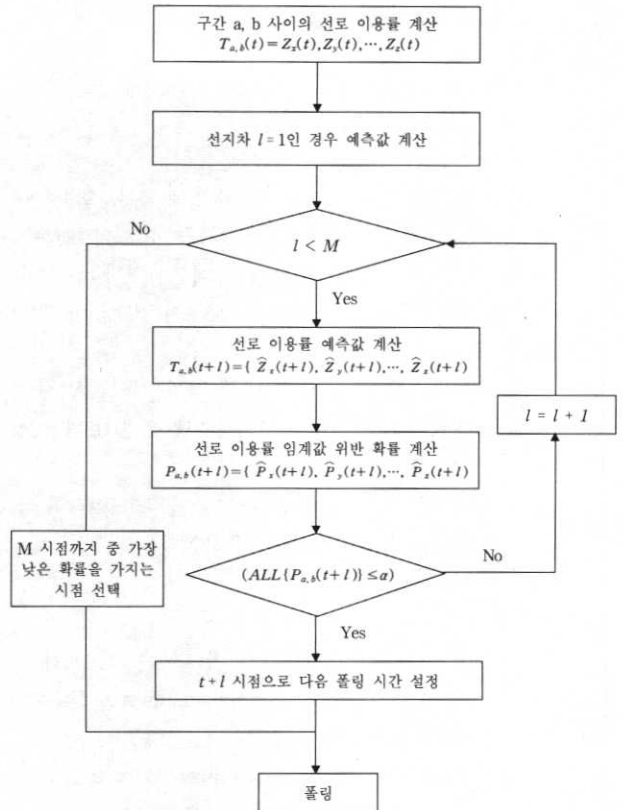 구간 a, b 사이의 선로 이용률 계산
T_{a,b}(t)=Z_x(t),Z_y(t),⋯,Z_z(t)
선지차 l=1인 경우 예측값 계산
No
l < M
Yes
선로 이용률 예측값 계산
T_{a,b}(t+l)={ Ẑ_x(t+l), Ẑ_y(t+l),⋯, Ẑ_z(t+l)
l = l + 1
선로 이용률 임계값 위반 확률 계산
P_{a,b}(t+l)={ P̂_x(t+l), P̂_y(t+l),⋯, P̂_z(t+l)
M 시점까지 중 가장
낮은 확률을 가지는
시점 선택
(ALL{P_{a,b}(t+l)}≤α)
No
Yes
t+l 시점으로 다음 폴링 시간 설정
폴링